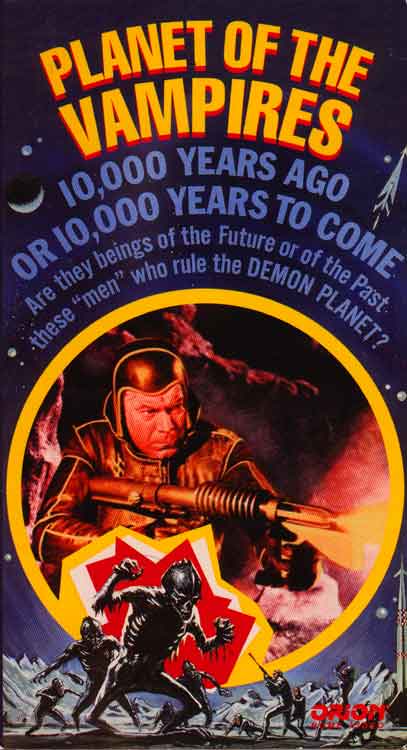 PLANET OF THE
VAMPIRES
10,000 YEARS AGO
OR 10,000 YEARS TO COME
Are they beings of the Future or of the Past
these "men" who rule the DEMON PLANET?
ORION